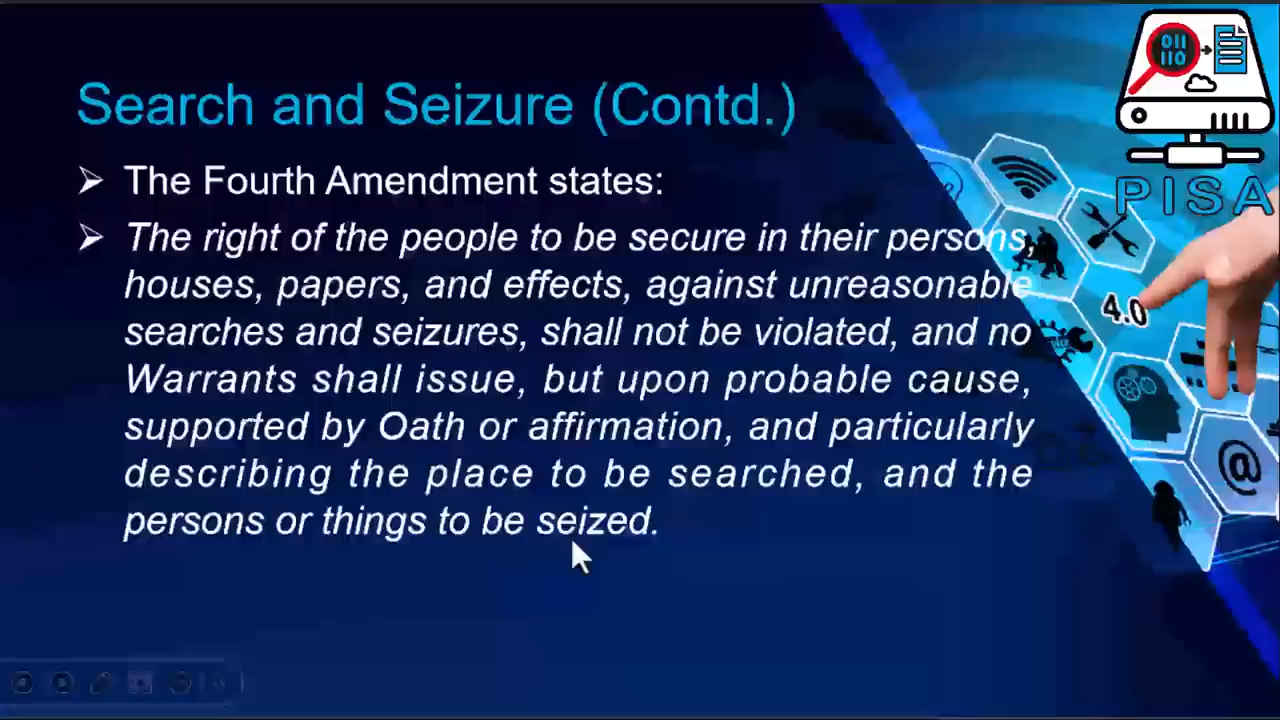 Search and Seizure (Contd.)
The Fourth Amendment states:
The right of the people to be secure in their persons,
houses, papers, and effects, against unreasonable
searches and seizures, shall not be violated, and no
Warrants shall issue, but upon probable cause,
supported by Oath or affirmation, and particularly
describing the place to be searched, and the
persons or things to be seized.
011
110
PISA
4.0
@